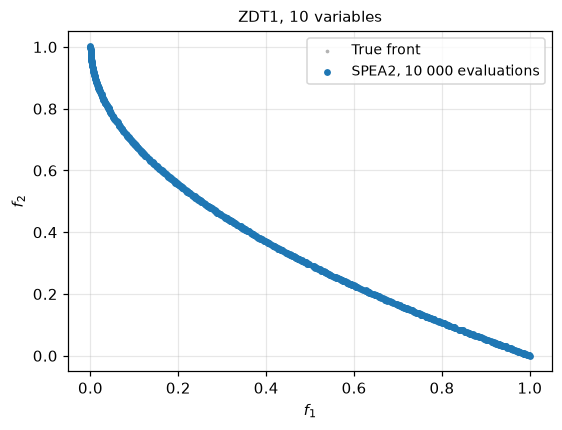 ZDT1, 10 variables
True front
SPEA2, 10 000 evaluations
1.0
0.8
0.6
0.4
0.2
0.0
f2
0.0 0.2 0.4 0.6 0.8 1.0
f1